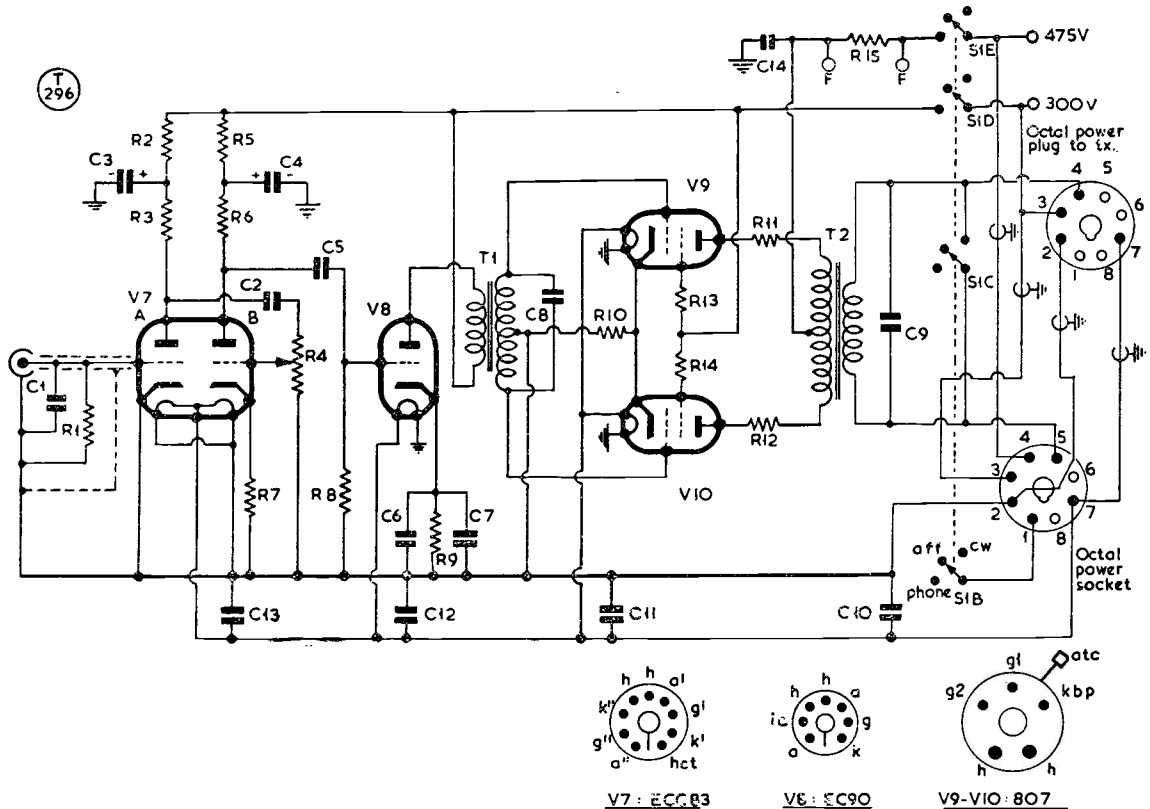 T
296
475V
S1E
C14
R15
F
F
300V
S1D
Octal power
plug to tx.
R2
R5
C3
- +
C4
+ -
R3
R6
4
5
3
6
2
7
1
8
V9
R11
T2
C5
C2
V7
A
B
V8
T1
C8
R10
R13
R14
S1C
C9
R4
C1
R1
R12
V10
R7
R8
C6
C7
R9
4
5
3
6
2
7
1
8
aff
cw
phone
S1B
Octal
power
socket
C13
C12
C11
C10
h h a' g' k' hct a" g" k"
h h a g k a ic
g1 atc kbp h h g2
V7: ECC83
V8: EC90
V9-V10: 807